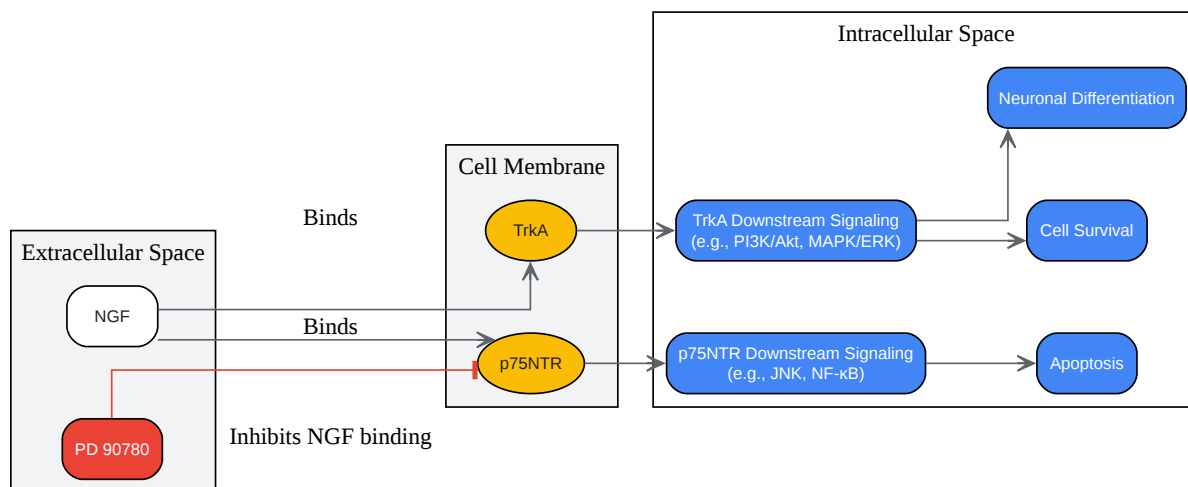 Intracellular Space
Neuronal Differentiation
Cell Membrane
Binds
TrkA
TrkA Downstream Signaling
(e.g., PI3K/Akt, MAPK/ERK)
Cell Survival
Extracellular Space
NGF
Binds
p75NTR
p75NTR Downstream Signaling
(e.g., JNK, NF-κB)
Apoptosis
PD 90780
Inhibits NGF binding